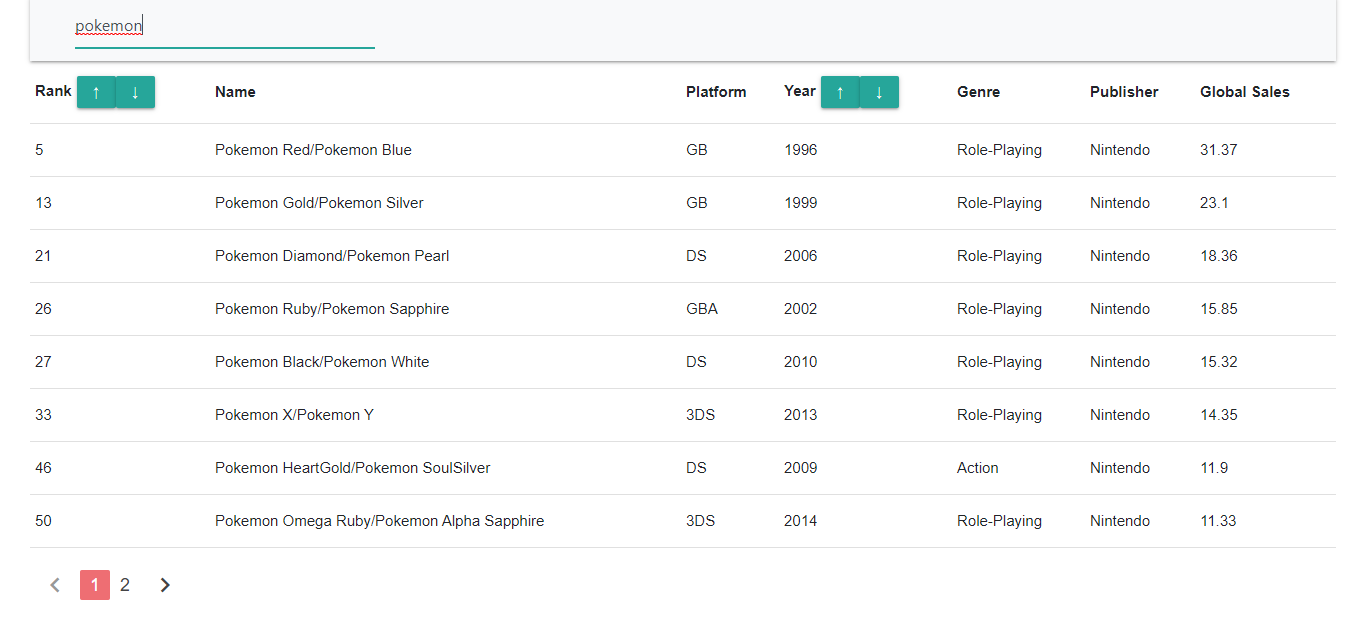 pokemon
Rank ↑ ↓ Name Platform Year ↑ ↓ Genre Publisher Global Sales
5 Pokemon Red/Pokemon Blue GB 1996 Role-Playing Nintendo 31.37
13 Pokemon Gold/Pokemon Silver GB 1999 Role-Playing Nintendo 23.1
21 Pokemon Diamond/Pokemon Pearl DS 2006 Role-Playing Nintendo 18.36
26 Pokemon Ruby/Pokemon Sapphire GBA 2002 Role-Playing Nintendo 15.85
27 Pokemon Black/Pokemon White DS 2010 Role-Playing Nintendo 15.32
33 Pokemon X/Pokemon Y 3DS 2013 Role-Playing Nintendo 14.35
46 Pokemon HeartGold/Pokemon SoulSilver DS 2009 Action Nintendo 11.9
50 Pokemon Omega Ruby/Pokemon Alpha Sapphire 3DS 2014 Role-Playing Nintendo 11.33
1 2